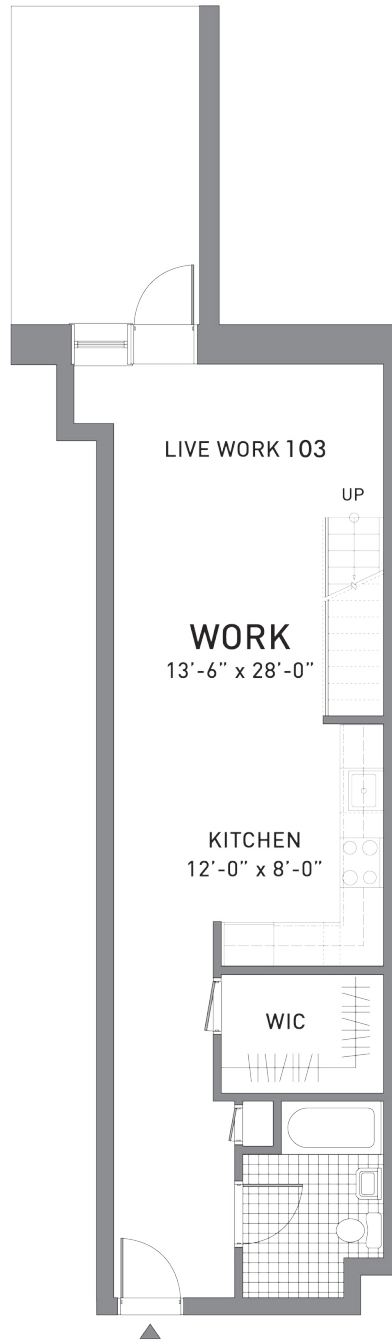 LIVE WORK 103
UP
WORK
13’-6” x 28’-0”
KITCHEN
12’-0” x 8’-0”
WIC